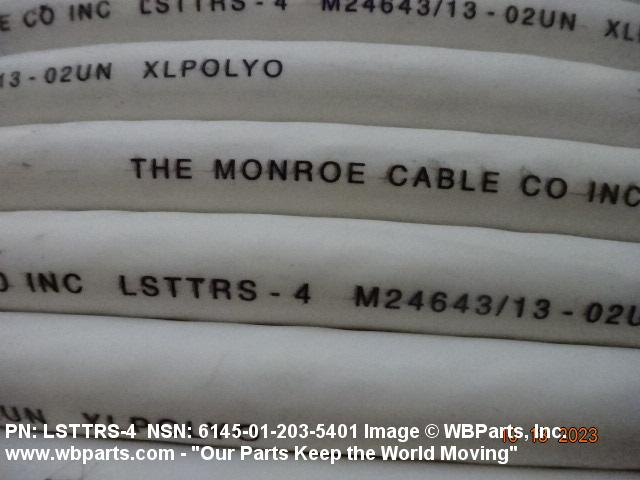 E CO INC LSTTRS-4 M24643/13-02UN XL
13-02UN XLPOLYO
THE MONROE CABLE CO INC
O INC LSTTRS-4 M24643/13-02U
UN XLPOLYO
PN: LSTTRS-4 NSN: 6145-01-203-5401 Image © WBParts, Inc.
2023
www.wbparts.com - "Our Parts Keep the World Moving"